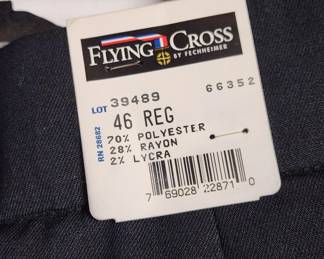 FLYING CROSS
BY FECHHEIMER
LOT 39489 66352
46 REG
70% POLYESTER
28% RAYON
2% LYCRA
RN 28682
7 69028 22871 0